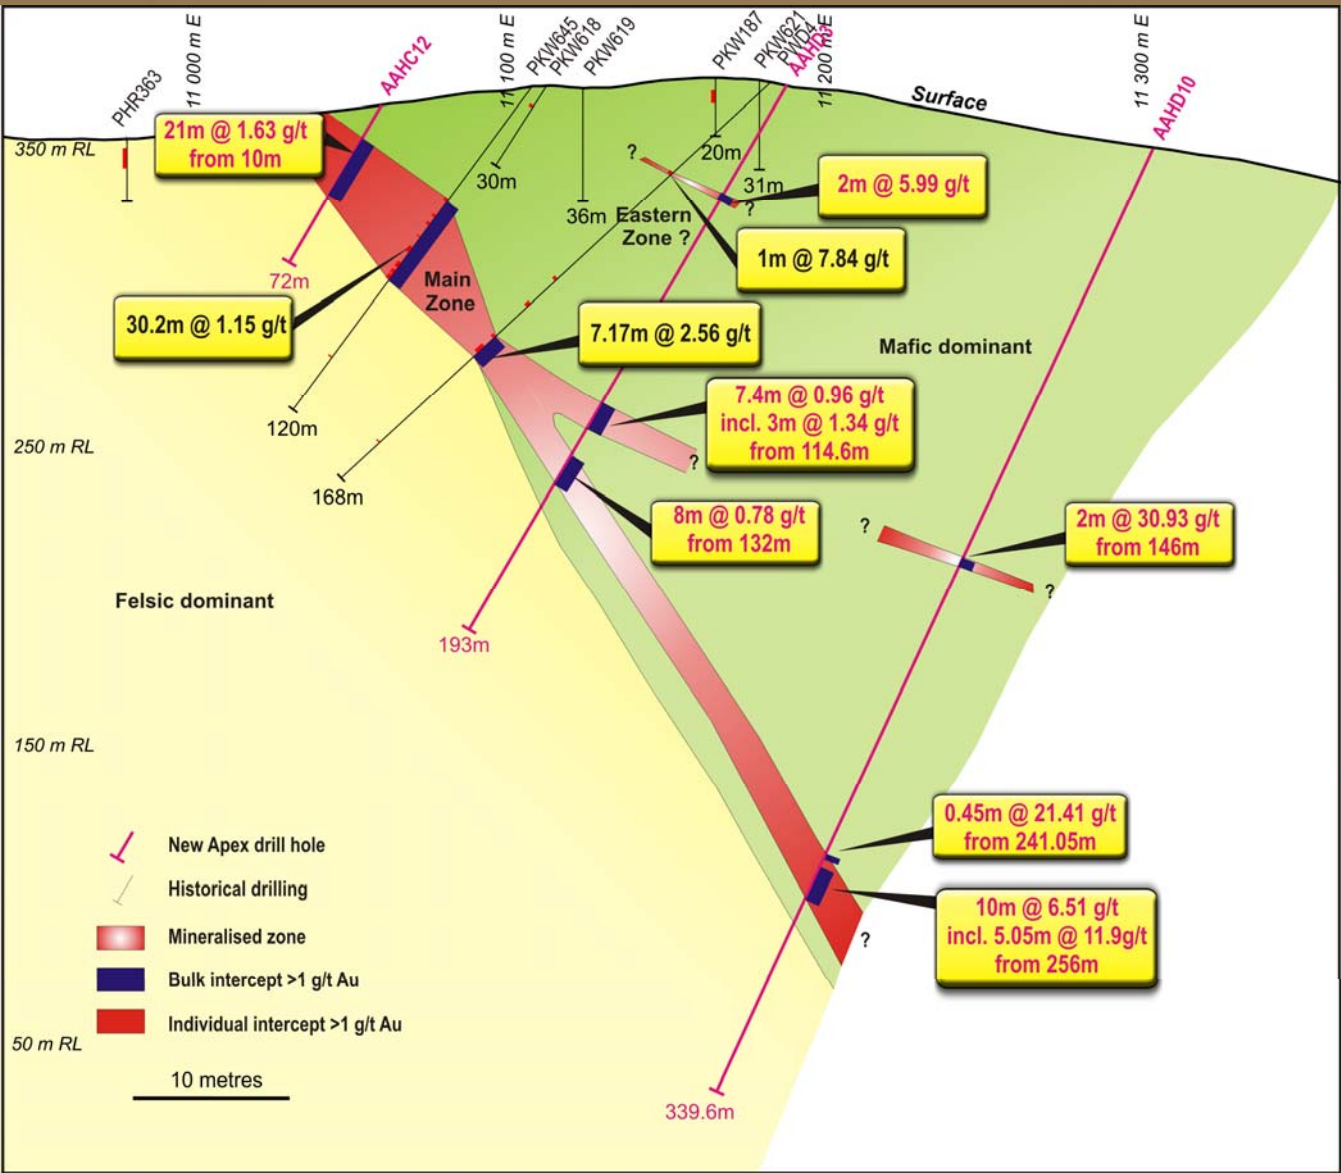 11 000 m E
11 100 m E
11 200 m E
11 300 m E
PHR363
AAHC12
PKW645
PKW618
PKW619
PKW187
PKW621
PWD4
AAHD3
AAHD10
Surface
350 m RL
21m @ 1.63 g/t
from 10m
30m
36m
20m
31m
?
?
2m @ 5.99 g/t
Eastern
Zone ?
1m @ 7.84 g/t
72m
Main
Zone
30.2m @ 1.15 g/t
7.17m @ 2.56 g/t
Mafic dominant
7.4m @ 0.96 g/t
incl. 3m @ 1.34 g/t
from 114.6m
120m
250 m RL
?
168m
8m @ 0.78 g/t
from 132m
?
2m @ 30.93 g/t
from 146m
?
Felsic dominant
193m
150 m RL
0.45m @ 21.41 g/t
from 241.05m
10m @ 6.51 g/t
incl. 5.05m @ 11.9g/t
from 256m
?
New Apex drill hole
Historical drilling
Mineralised zone
Bulk intercept >1 g/t Au
Individual intercept >1 g/t Au
50 m RL
10 metres
339.6m